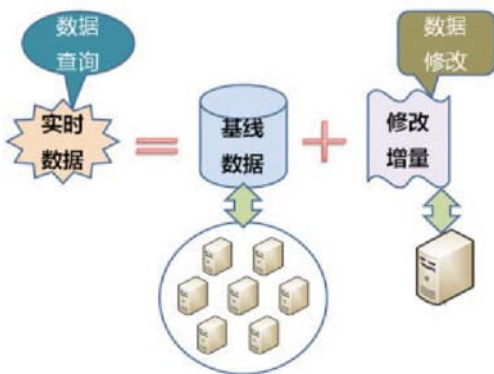 数据
查询
数据
修改
实时
数据
=
基线
数据
+
修改
增量